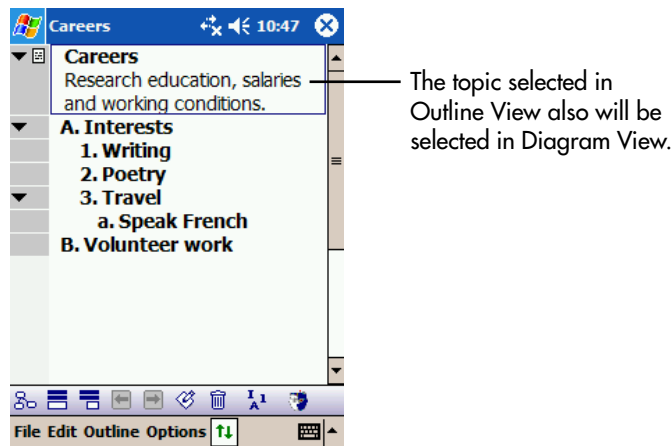 Careers 10:47
Careers
Research education, salaries
and working conditions.
A. Interests
1. Writing
2. Poetry
3. Travel
a. Speak French
B. Volunteer work
The topic selected in
Outline View also will be
selected in Diagram View.
I A 1
File Edit Outline Options